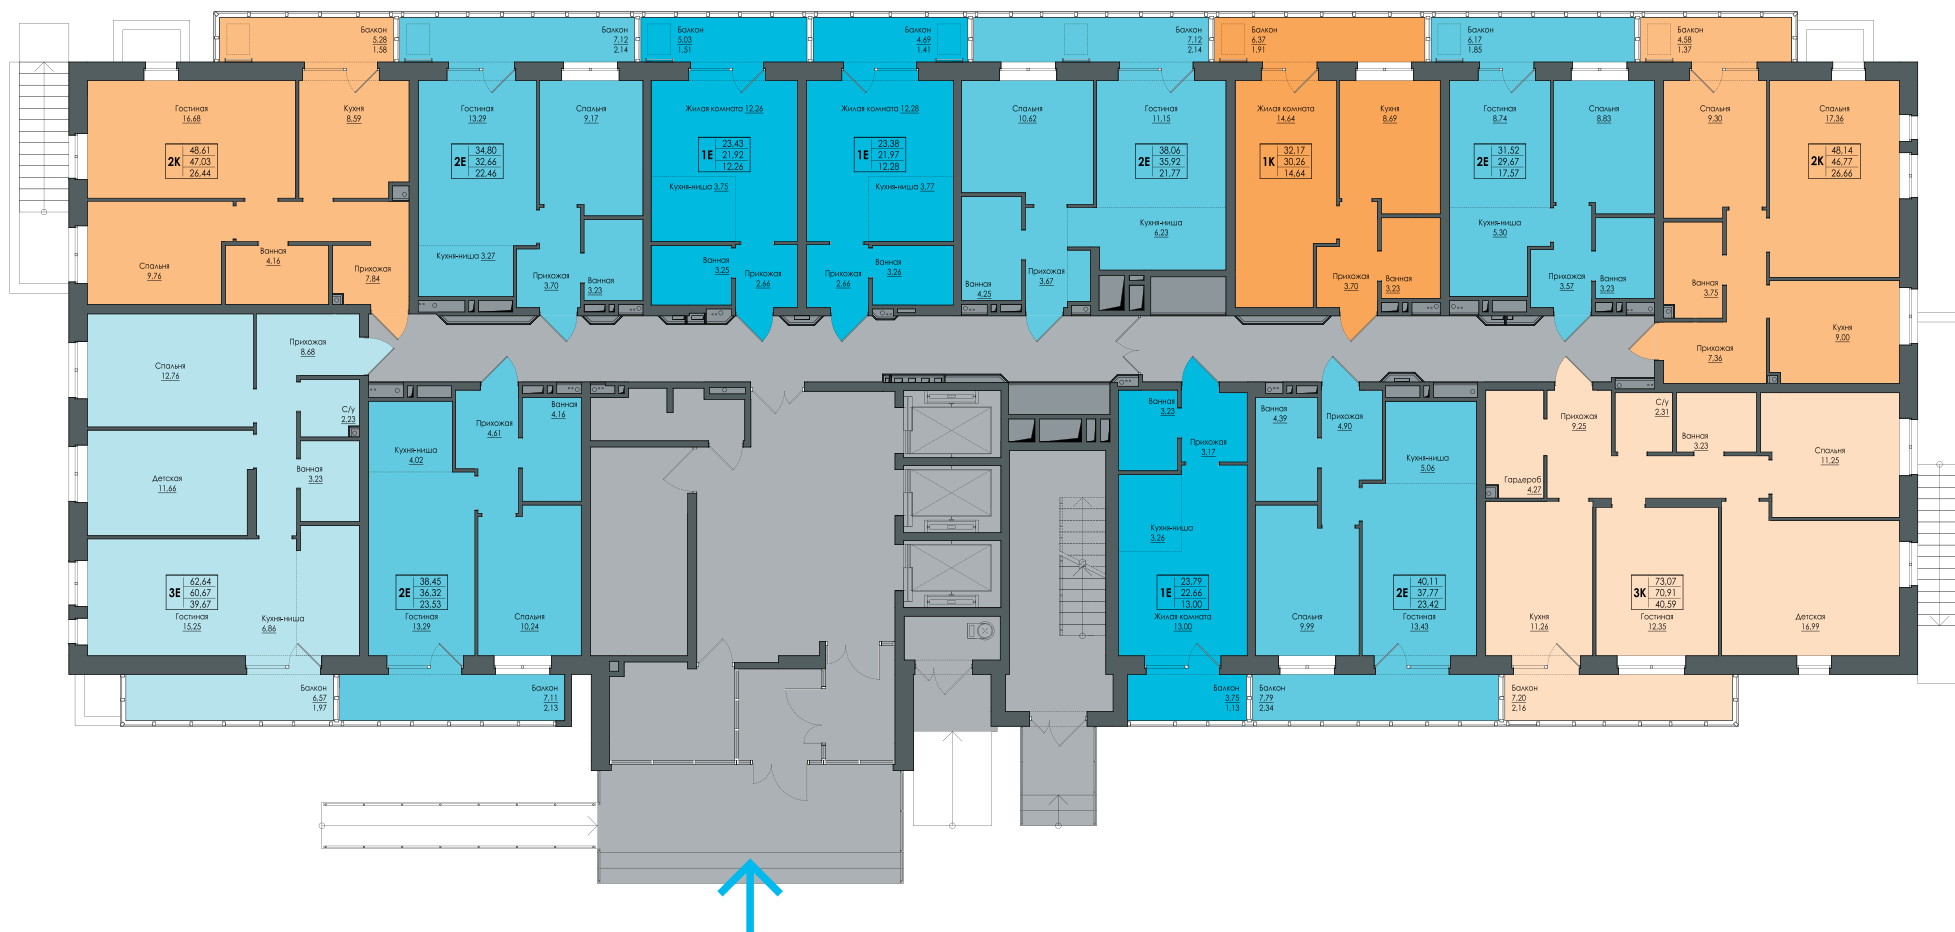 Балкон
5.28
1.58
Балкон
7.12
2.14
Балкон
5.03
1.51
Балкон
4.69
1.41
Балкон
7.12
2.14
Балкон
6.37
1.91
Балкон
6.17
1.85
Балкон
4.58
1.37
Гостиная
16.68
2К
48.61
47.03
26.44
Кухня
8.59
Спальня
9.76
Ванная
4.16
Прихожая
7.84
Гостиная
13.29
2Е
34.80
32.66
22.46
Спальня
9.17
Кухня-ниша 3.27
Прихожая
3.70
Ванная
3.23
Жилая комната 12.26
1Е
23.43
21.92
12.26
Кухня-ниша 3.75
Ванная
3.25
Прихожая
2.66
Жилая комната 12.28
1Е
23.38
21.97
12.28
Кухня-ниша 3.77
Прихожая
2.66
Ванная
3.26
Спальня
10.62
Гостиная
11.15
2Е
38.06
35.92
21.77
Кухня-ниша
6.23
Ванная
4.25
Прихожая
3.67
Жилая комната
14.64
1К
32.17
30.26
14.64
Кухня
8.69
Прихожая
3.70
Ванная
3.23
Гостиная
8.74
2Е
31.52
29.67
17.57
Спальня
8.83
Кухня-ниша
5.30
Прихожая
3.57
Ванная
3.23
Спальня
9.30
Спальня
17.36
2К
48.14
46.77
26.66
Ванная
3.75
Прихожая
7.36
Кухня
9.00
Спальня
12.76
Прихожая
8.68
С/у
2.23
Детская
11.66
Ванная
3.23
3Е
62.64
60.67
39.67
Гостиная
15.25
Кухня-ниша
6.86
Балкон
6.57
1.97
Кухня-ниша
4.02
Прихожая
4.61
Ванная
4.16
2Е
38.45
36.32
23.53
Гостиная
13.29
Спальня
10.24
Балкон
7.11
2.13
Ванная
3.23
Прихожая
3.17
Кухня-ниша
3.26
1Е
23.79
22.66
13.00
Жилая комната
13.00
Балкон
3.75
1.13
Ванная
4.39
Прихожая
4.90
Кухня-ниша
5.06
Спальня
9.99
2Е
40.11
37.77
23.42
Гостиная
13.43
Балкон
7.79
2.34
Прихожая
9.25
С/у
2.31
Ванная
3.23
Спальня
11.25
Гардероб
4.27
Кухня
11.26
3К
73.07
70.91
40.59
Гостиная
12.35
Детская
16.99
Балкон
7.20
2.16